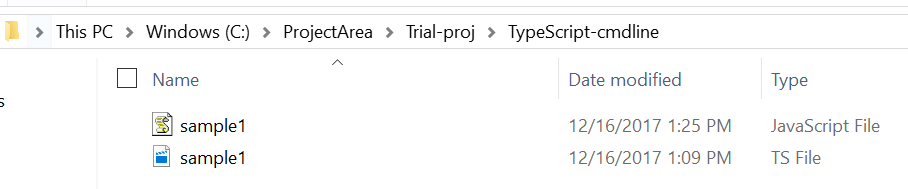 This PC > Windows (C:) > ProjectArea > Trial-proj > TypeScript-cmdline
Name Date modified Type
s sample1 12/16/2017 1:25 PM JavaScript File
sample1 12/16/2017 1:09 PM TS File